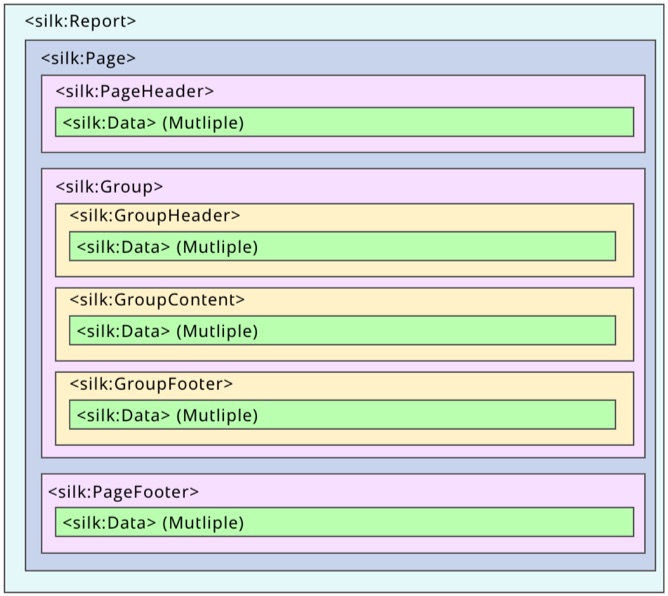 <silk:Report>
<silk:Page>
<silk:PageHeader>
<silk:Data> (Mutliple)
<silk:Group>
<silk:GroupHeader>
<silk:Data> (Mutliple)
<silk:GroupContent>
<silk:Data> (Mutliple)
<silk:GroupFooter>
<silk:Data> (Mutliple)
<silk:PageFooter>
<silk:Data> (Mutliple)